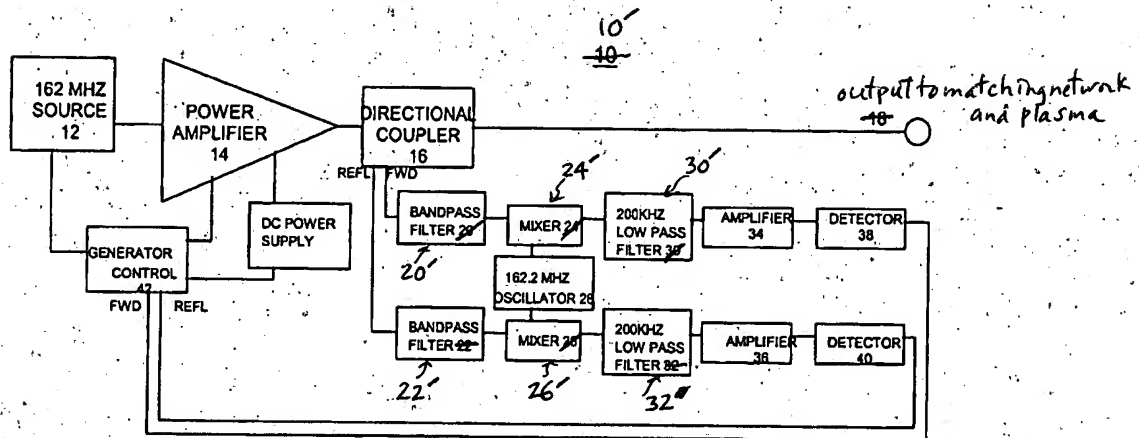 10′
10
162 MHZ
SOURCE
12
POWER
AMPLIFIER
14
DIRECTIONAL
COUPLER
16
REFL FWD
output to matching network
and plasma
18
24′
30′
BANDPASS
FILTER 20
MIXER 24
200KHZ
LOW PASS
FILTER 30
AMPLIFIER
34
DETECTOR
38
20′
DC POWER
SUPPLY
GENERATOR
CONTROL
42
FWD REFL
162.2 MHZ
OSCILLATOR 28
BANDPASS
FILTER 22
MIXER 26
200KHZ
LOW PASS
FILTER 32
AMPLIFIER
36
DETECTOR
40
22′
26′
32″